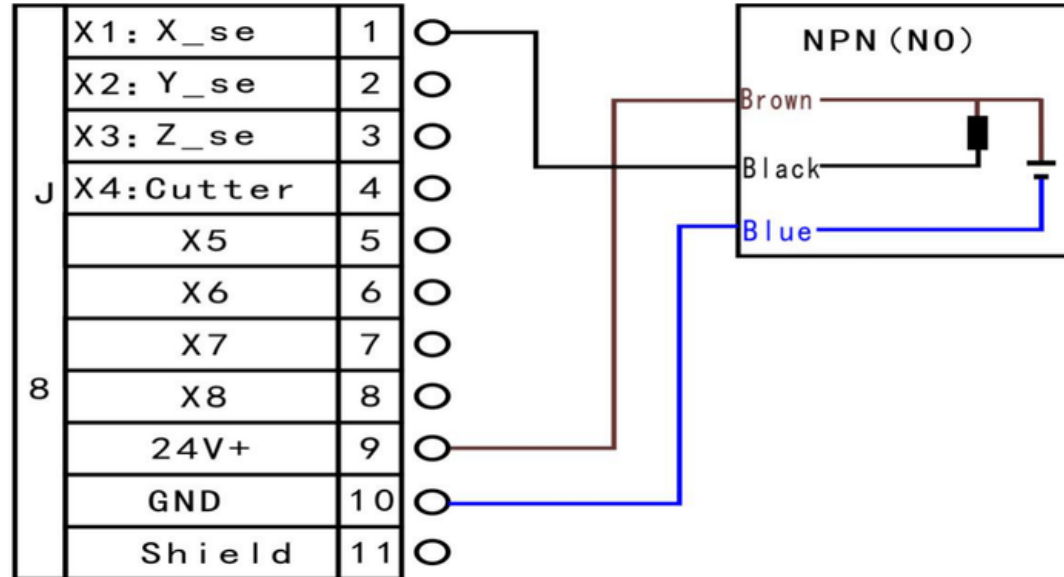 J8
X1: X_se 1
X2: Y_se 2
X3: Z_se 3
X4:Cutter 4
X5 5
X6 6
X7 7
X8 8
24V+ 9
GND 10
Shield 11
NPN(NO)
Brown
Black
Blue